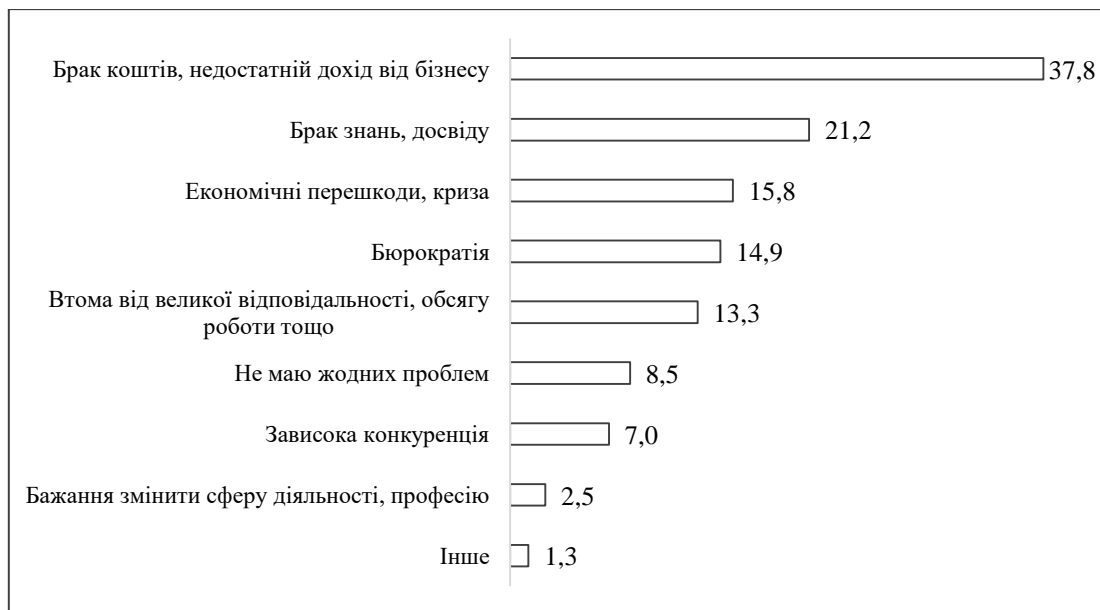 Брак коштів, недостатній дохід від бізнесу 37,8
Брак знань, досвіду 21,2
Економічні перешкоди, криза 15,8
Бюрократія 14,9
Втома від великої відповідальності, обсягу
роботи тощо 13,3
Не маю жодних проблем 8,5
Зависока конкуренція 7,0
Бажання змінити сферу діяльності, професію 2,5
Інше 1,3